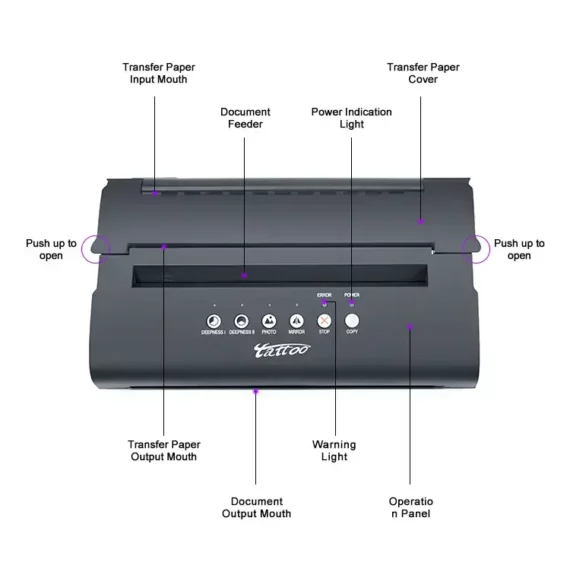 Transfer Paper
Input Mouth
Transfer Paper
Cover
Document
Feeder
Power Indication
Light
Push up to
open
Push up to
open
ERROR
POWER
DEEPNESS I
DEEPNESS II
PHOTO
MIRROR
STOP
COPY
tattoo
Transfer Paper
Output Mouth
Warning
Light
Document
Output Mouth
Operatio
n Panel